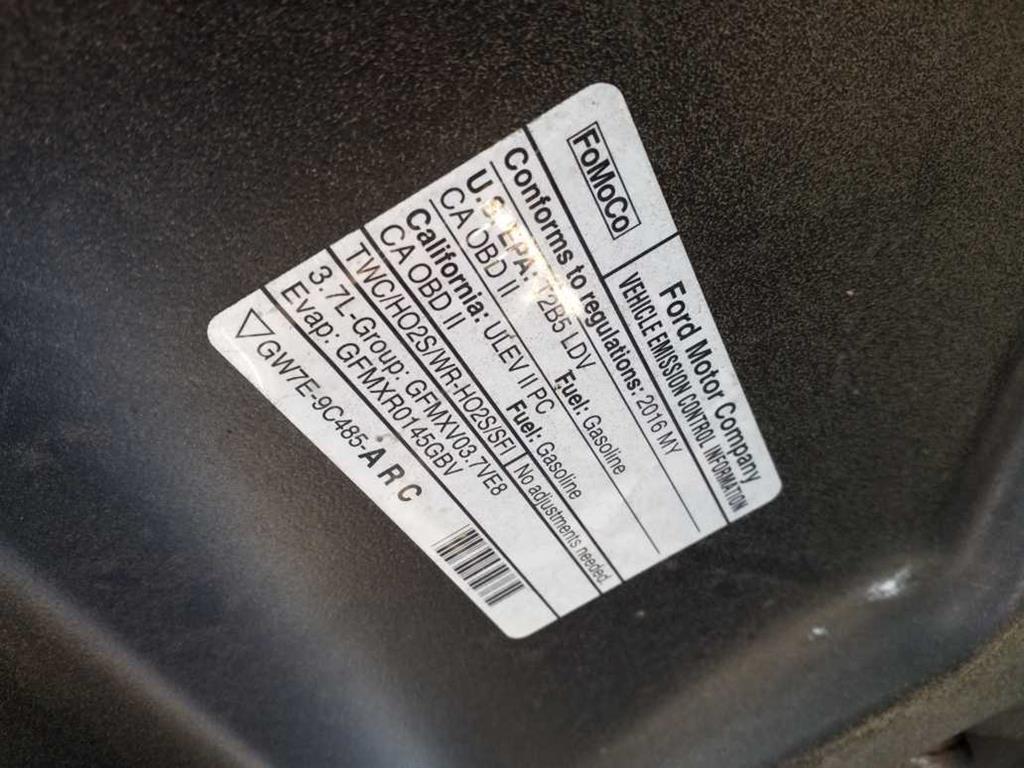 FoMoCo
Ford Motor Company
VEHICLE EMISSION CONTROL INFORMATION
Conforms to regulations: 2016 MY
U.S. EPA: T2B5 LDV Fuel: Gasoline
CA OBD II
California: ULEV II PC Fuel: Gasoline
CA OBD II
TWC/HO2S/WR-HO2S/SFI No adjustments needed.
3.7L-Group: GFMXV03.7VE8
Evap: GFMXR0145GBV
GW7E-9C485-A R C